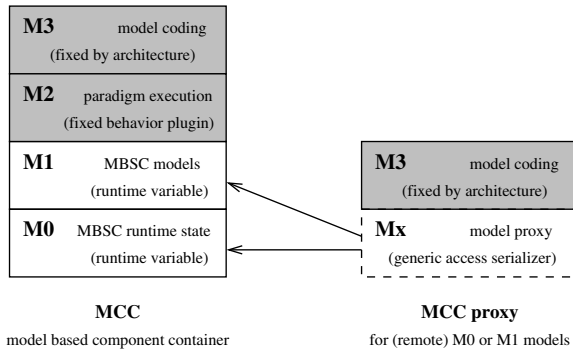 M3 model coding
(fixed by architecture)
M2 paradigm execution
(fixed behavior plugin)
M1 MBSC models
(runtime variable)
M0 MBSC runtime state
(runtime variable)
MCC
model based component container
M3 model coding
(fixed by architecture)
Mx model proxy
(generic access serializer)
MCC proxy
for (remote) M0 or M1 models